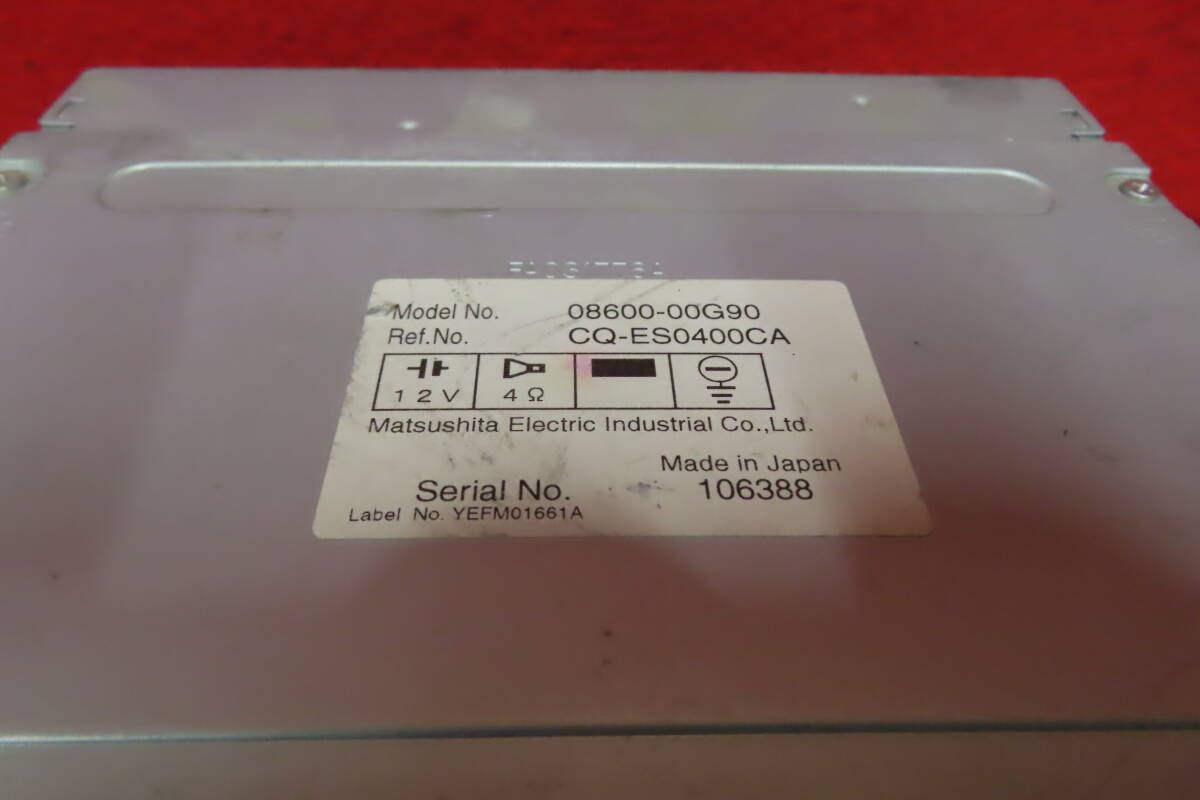 Model No. 08600-00G90
Ref.No. CQ-ES0400CA
12V 4Ω
Matsushita Electric Industrial Co.,Ltd.
Made in Japan
Serial No. 106388
Label No. YEFM01661A